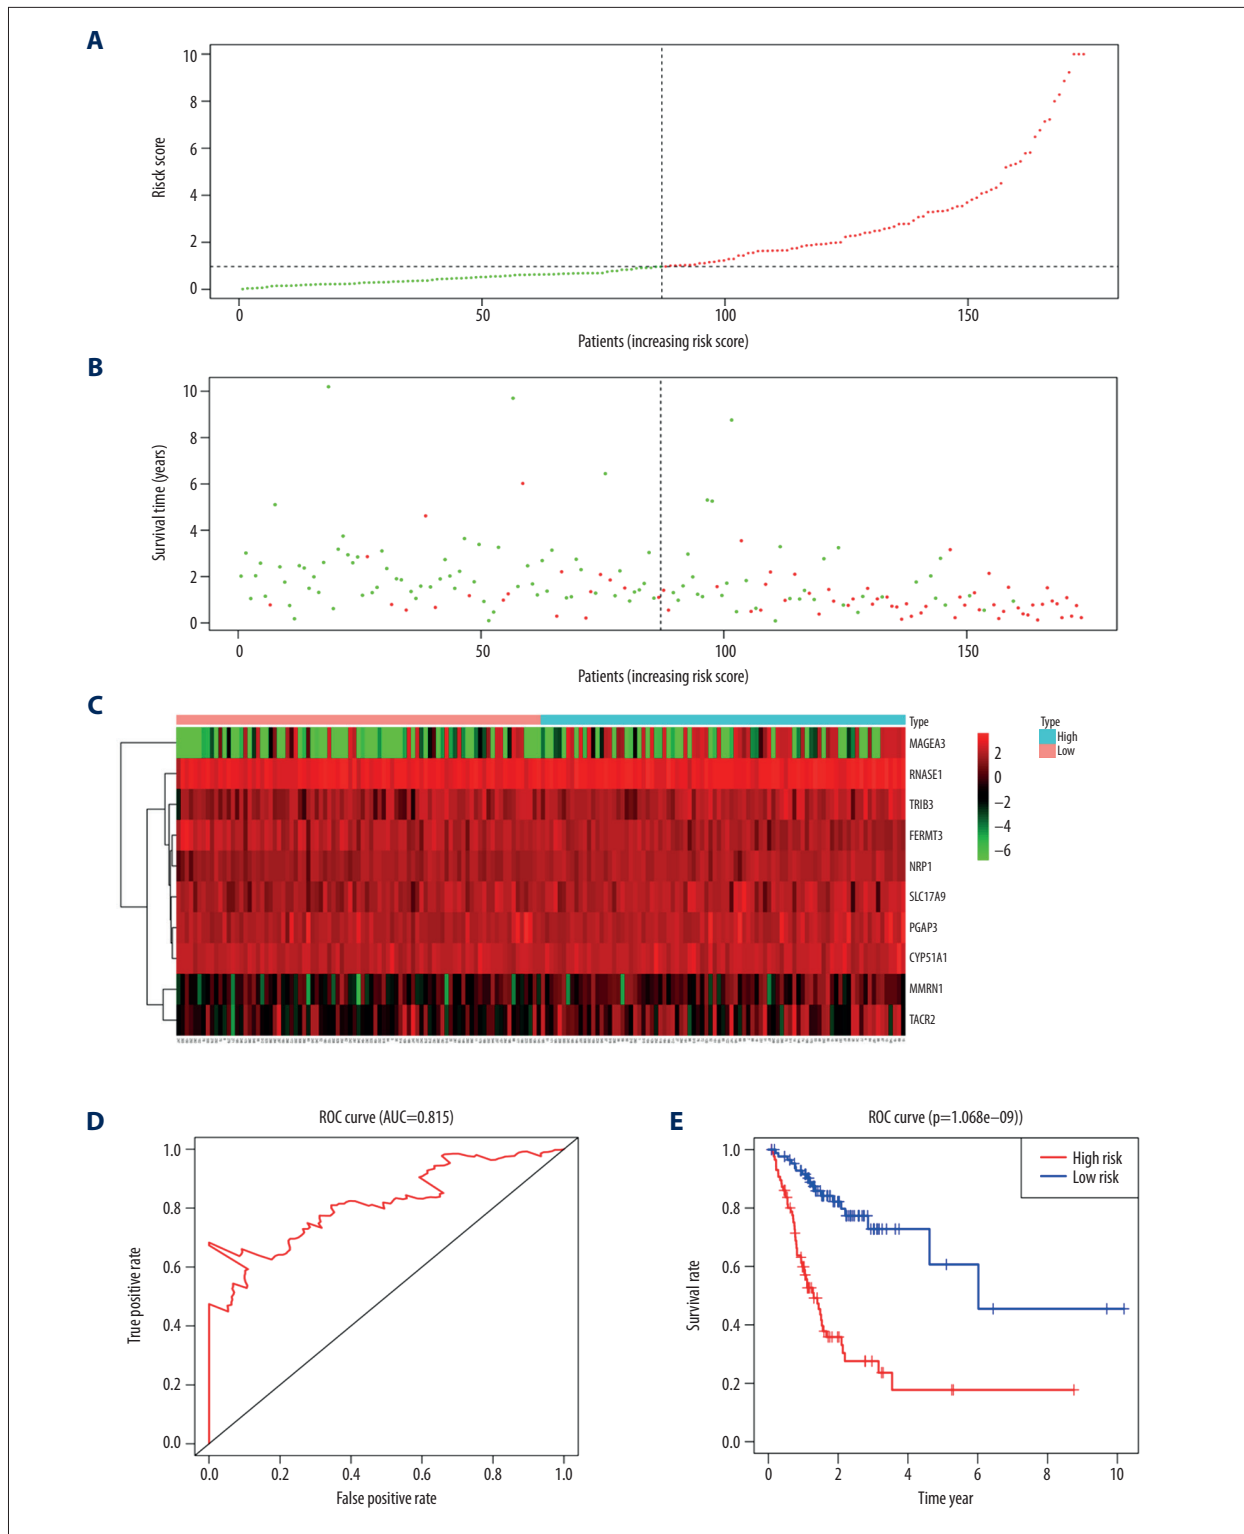 A
10
8
6
4
2
0
Risck score
0 50 100 150
Patients (increasing risk score)
B
10
8
6
4
2
0
Survival time (years)
0 50 100 150
Patients (increasing risk score)
C
Type
MAGEA3
RNASE1
TRIB3
FERMT3
NRP1
SLC17A9
PGAP3
CYP51A1
MMRN1
TACR2
2
0
−2
−4
−6
Type
High
Low
D
ROC curve (AUC=0.815)
1.0
0.8
0.6
0.4
0.2
0.0
True positive rate
0.0 0.2 0.4 0.6 0.8 1.0
False positive rate
E
ROC curve (p=1.068e−09))
High risk
Low risk
1.0
0.8
0.6
0.4
0.2
0.0
Survival rate
0 2 4 6 8 10
Time year